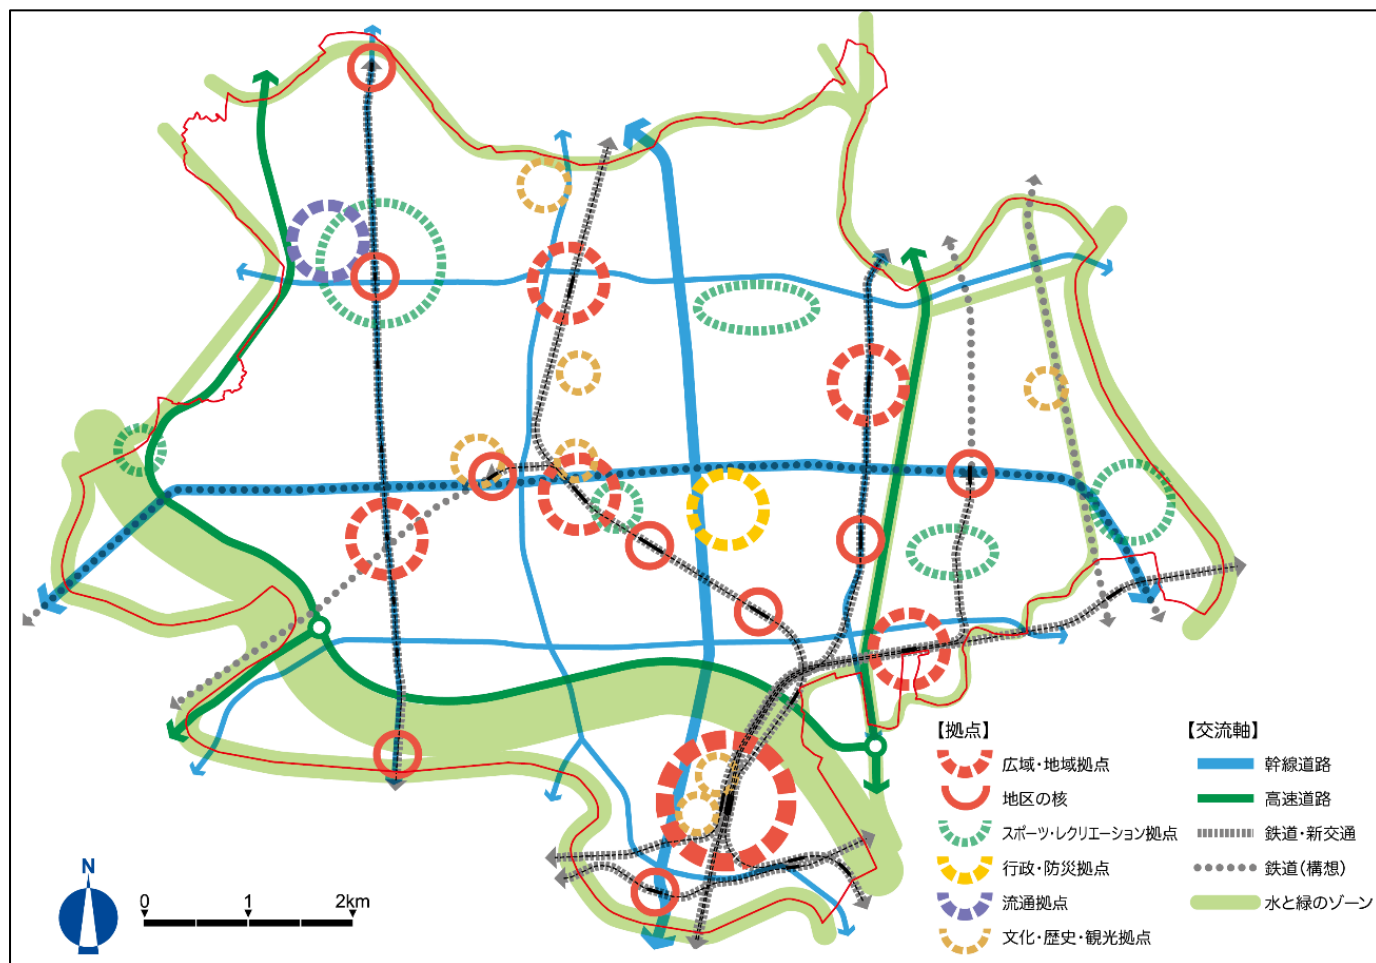 【拠点】
広域・地域拠点
地区の核
スポーツ・レクリエーション拠点
行政・防災拠点
流通拠点
文化・歴史・観光拠点
【交流軸】
幹線道路
高速道路
鉄道・新交通
鉄道（構想）
水と緑のゾーン
N
0 1 2km